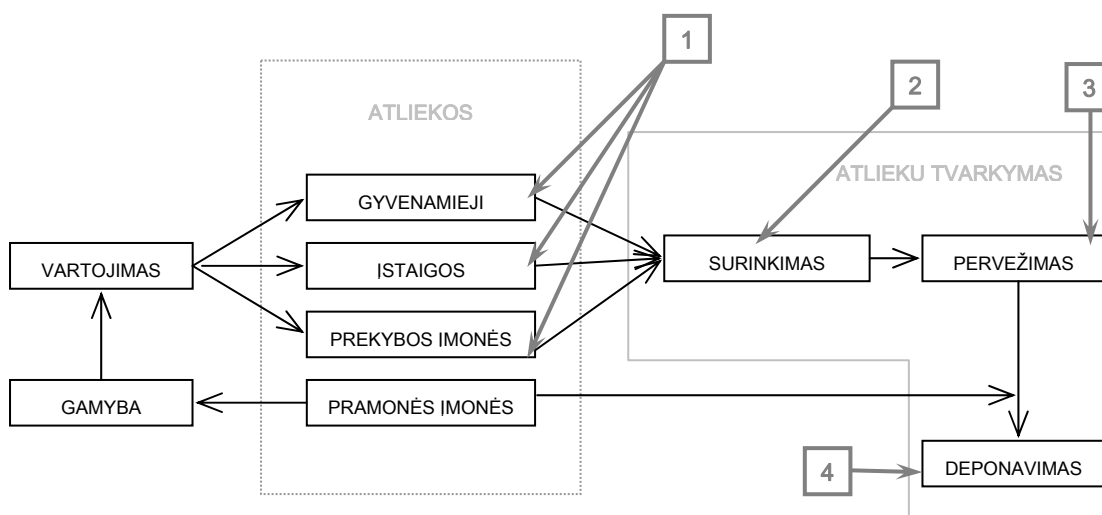 1
2
3
ATLIEKOS
ATLIEKU TVARKYMAS
GYVENAMIEJI
VARTOJIMAS
ĮSTAIGOS
SURINKIMAS
PERVEŽIMAS
PREKYBOS ĮMONĖS
GAMYBA
PRAMONĖS ĮMONĖS
4
DEPONAVIMAS